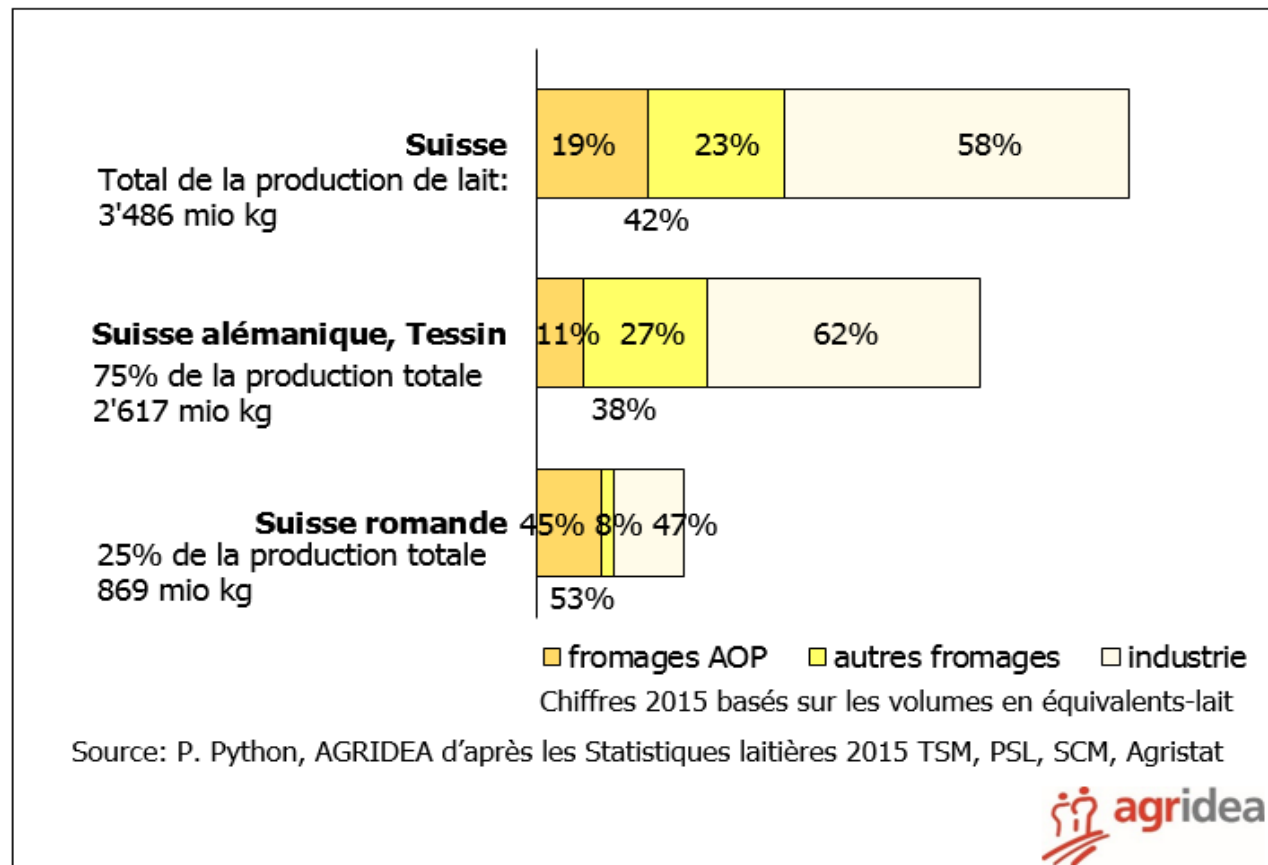 Suisse
Total de la production de lait:
3'486 mio kg
19% 23% 58%
42%
Suisse alémanique, Tessin
75% de la production totale
2'617 mio kg
11% 27% 62%
38%
Suisse romande
25% de la production totale
869 mio kg
45% 8% 47%
53%
fromages AOP autres fromages industrie
Chiffres 2015 basés sur les volumes en équivalents-lait
Source: P. Python, AGRIDEA d’après les Statistiques laitières 2015 TSM, PSL, SCM, Agristat
agridea